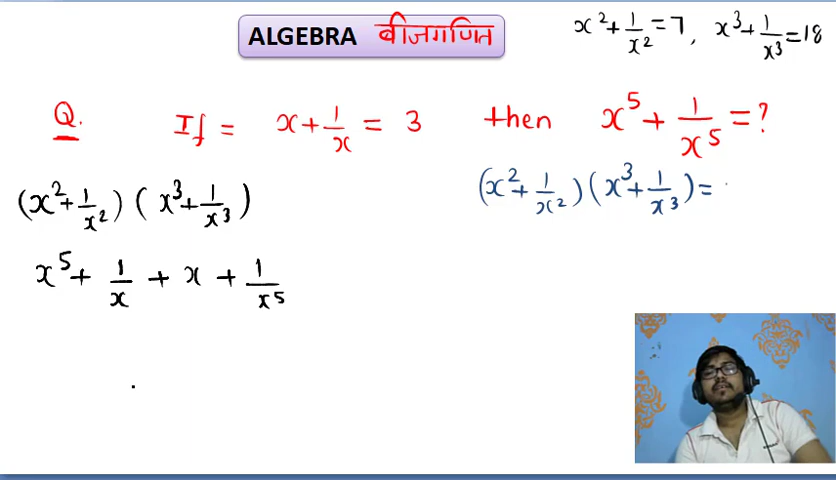 ALGEBRA बीजगणित
x² + 1/x² = 7, x³ + 1/x³ = 18
Q. If = x + 1/x = 3 then x⁵ + 1/x⁵ = ?
(x² + 1/x²) (x³ + 1/x³)
(x² + 1/x²) (x³ + 1/x³) =
x⁵ + 1/x + x + 1/x⁵